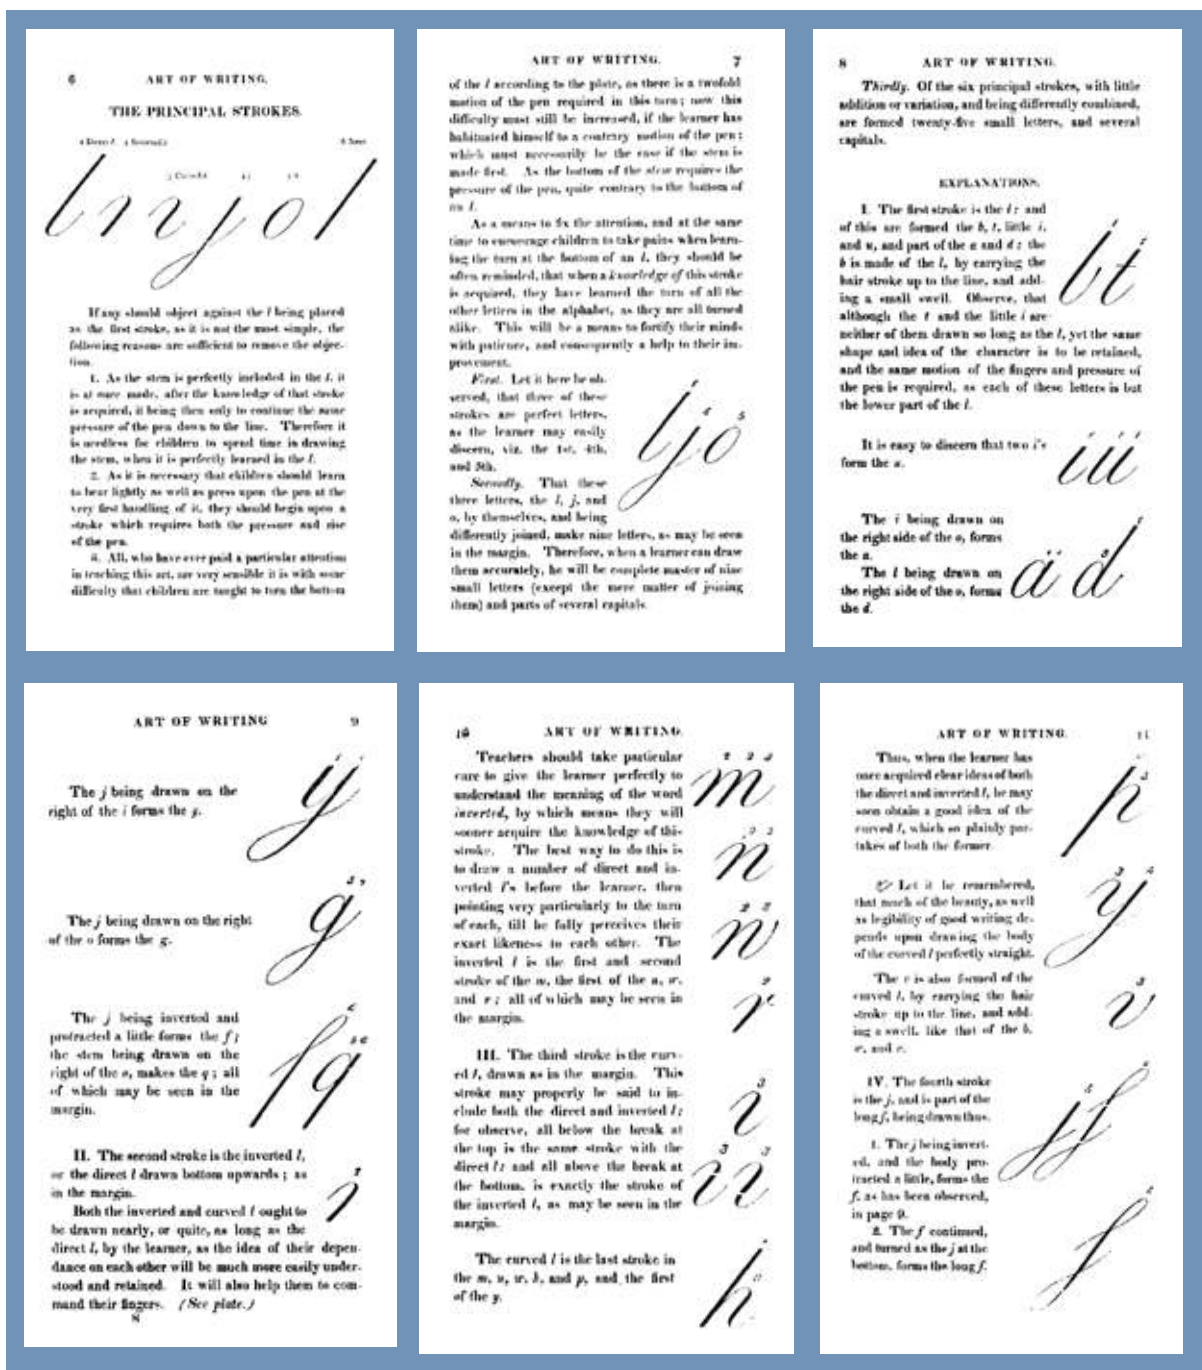 6 ART OF WRITING.
THE PRINCIPAL STROKES.
1 Direct l. 2 Inverted l. 6 Stem
3 Curved l. 4 j 5 o
l n v j o l
If any should object against the l being placed
as the first stroke, as it is not the most simple, the
following reasons are sufficient to remove the objec-
tion.
1. As the stem is perfectly included in the l, it
is at once made, after the knowledge of that stroke
is acquired, it being then only to continue the same
pressure of the pen down to the line. Therefore it
is needless for children to spend time in drawing
the stem, when it is perfectly learned in the l.
2. As it is necessary that children should learn
to bear lightly as well as press upon the pen at the
very first handling of it, they should begin upon a
stroke which requires both the pressure and rise
of the pen.
3. All, who have ever paid a particular attention
in teaching this art, are very sensible it is with some
difficulty that children are taught to turn the bottom
ART OF WRITING. 7
of the l according to the plate, as there is a twofold
motion of the pen required in this turn; now this
difficulty must still be increased, if the learner has
habituated himself to a contrary motion of the pen;
which must necessarily be the case if the stem is
made first. As the bottom of the stem requires the
pressure of the pen, quite contrary to the bottom of
an l.
As a means to fix the attention, and at the same
time to encourage children to take pains when learn-
ing the turn at the bottom of an l, they should be
often reminded, that when a knowledge of this stroke
is acquired, they have learned the turn of all the
other letters in the alphabet, as they are all turned
alike. This will be a means to fortify their minds
with patience, and consequently a help to their im-
provement.
First. Let it here be ob-
served, that three of these
strokes are perfect letters,
as the learner may easily
discern, viz. the 1st, 4th,
and 5th.
4 5
l j o
Secondly. That these
three letters, the l, j, and
o, by themselves, and being
differently joined, make nine letters, as may be seen
in the margin. Therefore, when a learner can draw
them accurately, he will be complete master of nine
small letters (except the mere matter of joining
them) and parts of several capitals.
8 ART OF WRITING.
Thirdly. Of the six principal strokes, with little
addition or variation, and being differently combined,
are formed twenty-five small letters, and several
capitals.
EXPLANATIONS.
I. The first stroke is the l: and
of this are formed the b, t, little i,
and u, and part of the a and d; the
b is made of the l, by carrying the
hair stroke up to the line, and add-
ing a small swell. Observe, that
although the t and the little i are
b t
neither of them drawn so long as the l, yet the same
shape and idea of the character is to be retained,
and the same motion of the fingers and pressure of
the pen is required, as each of these letters is but
the lower part of the l.
It is easy to discern that two i's
form the u.
i ii
The i being drawn on
the right side of the o, forms
the a.
The l being drawn on
the right side of the o, forms
the d.
a d
ART OF WRITING 9
The j being drawn on the
right of the i forms the y.
y
The j being drawn on the right
of the o forms the g.
g
The j being inverted and
protracted a little forms the f;
the stem being drawn on the
right of the o, makes the q; all
of which may be seen in the
margin.
f q
II. The second stroke is the inverted l,
or the direct l drawn bottom upwards; as
in the margin.
Both the inverted and curved l ought to
be drawn nearly, or quite, as long as the
direct l, by the learner, as the idea of their depen-
dance on each other will be much more easily under-
stood and retained. It will also help them to com-
mand their fingers. (See plate.)
8
10 ART OF WRITING.
Teachers should take particular
care to give the learner perfectly to
understand the meaning of the word
inverted, by which means they will
sooner acquire the knowledge of this
stroke. The best way to do this is
to draw a number of direct and in-
verted l's before the learner, then
pointing very particularly to the turn
of each, till he fully perceives their
exact likeness to each other. The
inverted l is the first and second
stroke of the m, the first of the n, w,
and r; all of which may be seen in
the margin.
2 2 3
m
2 3
n
2 3
w
2
r
III. The third stroke is the curv-
ed l, drawn as in the margin. This
stroke may properly be said to in-
clude both the direct and inverted l;
for observe, all below the break at
the top is the same stroke with the
direct l; and all above the break at
the bottom, is exactly the stroke of
the inverted l, as may be seen in the
margin.
3
3 3
The curved l is the last stroke in
the m, n, w, h, and p, and the first
of the y.
h
ART OF WRITING. 11
Thus, when the learner has
once acquired clear ideas of both
the direct and inverted l, he may
soon obtain a good idea of the
curved l, which so plainly par-
takes of both the former.
3
p
☞ Let it be remembered,
that much of the beauty, as well
as legibility of good writing de-
pends upon drawing the body
of the curved l perfectly straight.
3 4
y
The v is also formed of the
curved l, by carrying the hair
stroke up to the line, and add-
ing a swell, like that of the b,
w, and r.
3
v
IV. The fourth stroke
is the j, and is part of the
long f, being drawn thus.
1. The j being invert-
ed, and the body pro-
tracted a little, forms the
f, as has been observed,
in page 9.
2. The f continued,
and turned as the j at the
bottom, forms the long f.
j f
f